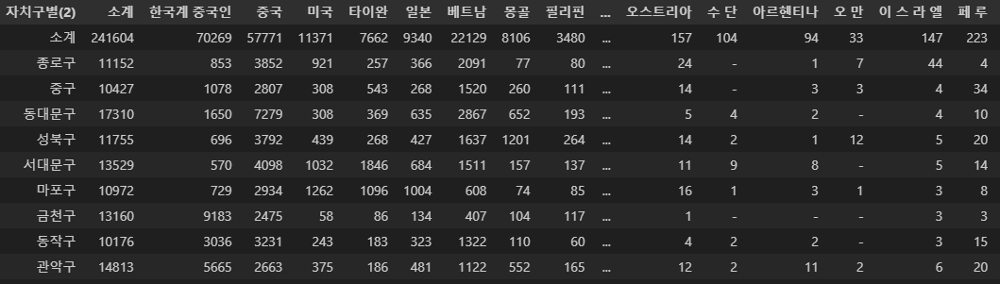 자치구별(2) 소계 한국계 중국인 중국 미국 타이완 일본 베트남 몽골 필리핀 ... 오스트리아 수 단 아르헨티나 오 만 이 스 라 엘 페 루
소계 241604 70269 57771 11371 7662 9340 22129 8106 3480 ... 157 104 94 33 147 223
종로구 11152 853 3852 921 257 366 2091 77 80 ... 24 - 1 7 44 4
중구 10427 1078 2807 308 543 268 1520 260 111 ... 14 - 3 3 4 34
동대문구 17310 1650 7279 308 369 635 2867 652 193 ... 5 4 2 - 4 10
성북구 11755 696 3792 439 268 427 1637 1201 264 ... 14 2 1 12 5 20
서대문구 13529 570 4098 1032 1846 684 1511 157 137 ... 11 9 8 - 5 14
마포구 10972 729 2934 1262 1096 1004 608 74 85 ... 16 1 3 1 3 8
금천구 13160 9183 2475 58 86 134 407 104 117 ... 1 - - - 3 3
동작구 10176 3036 3231 243 183 323 1322 110 60 ... 4 2 2 - 3 15
관악구 14813 5665 2663 375 186 481 1122 552 165 ... 12 2 11 2 6 20